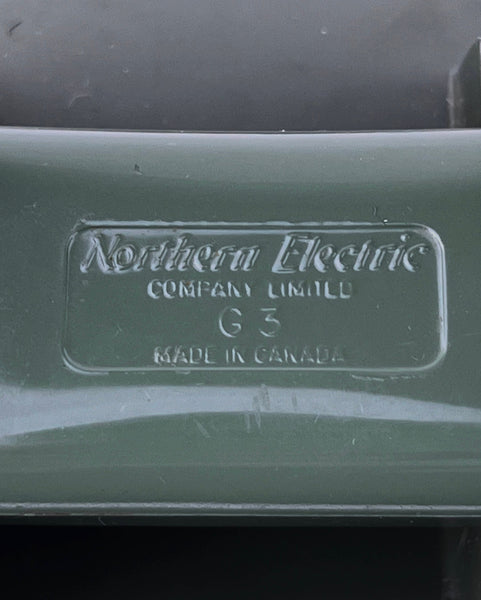 Northern Electric
COMPANY LIMITED
G 3
MADE IN CANADA